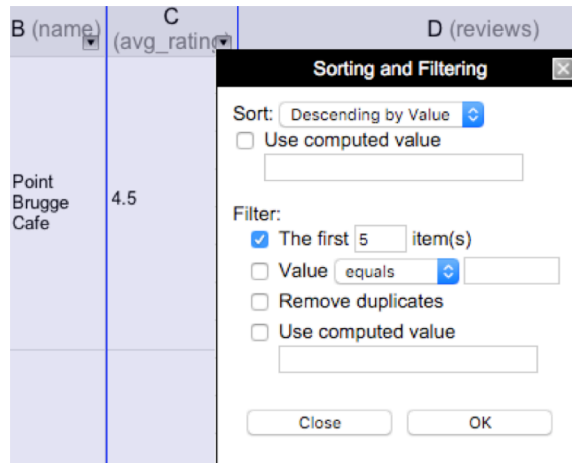 B (name)
C
(avg_rating)
D (reviews)
Point
Brugge
Cafe
4.5
Sorting and Filtering
Sort: Descending by Value
Use computed value
Filter:
The first 5 item(s)
Value equals
Remove duplicates
Use computed value
Close OK